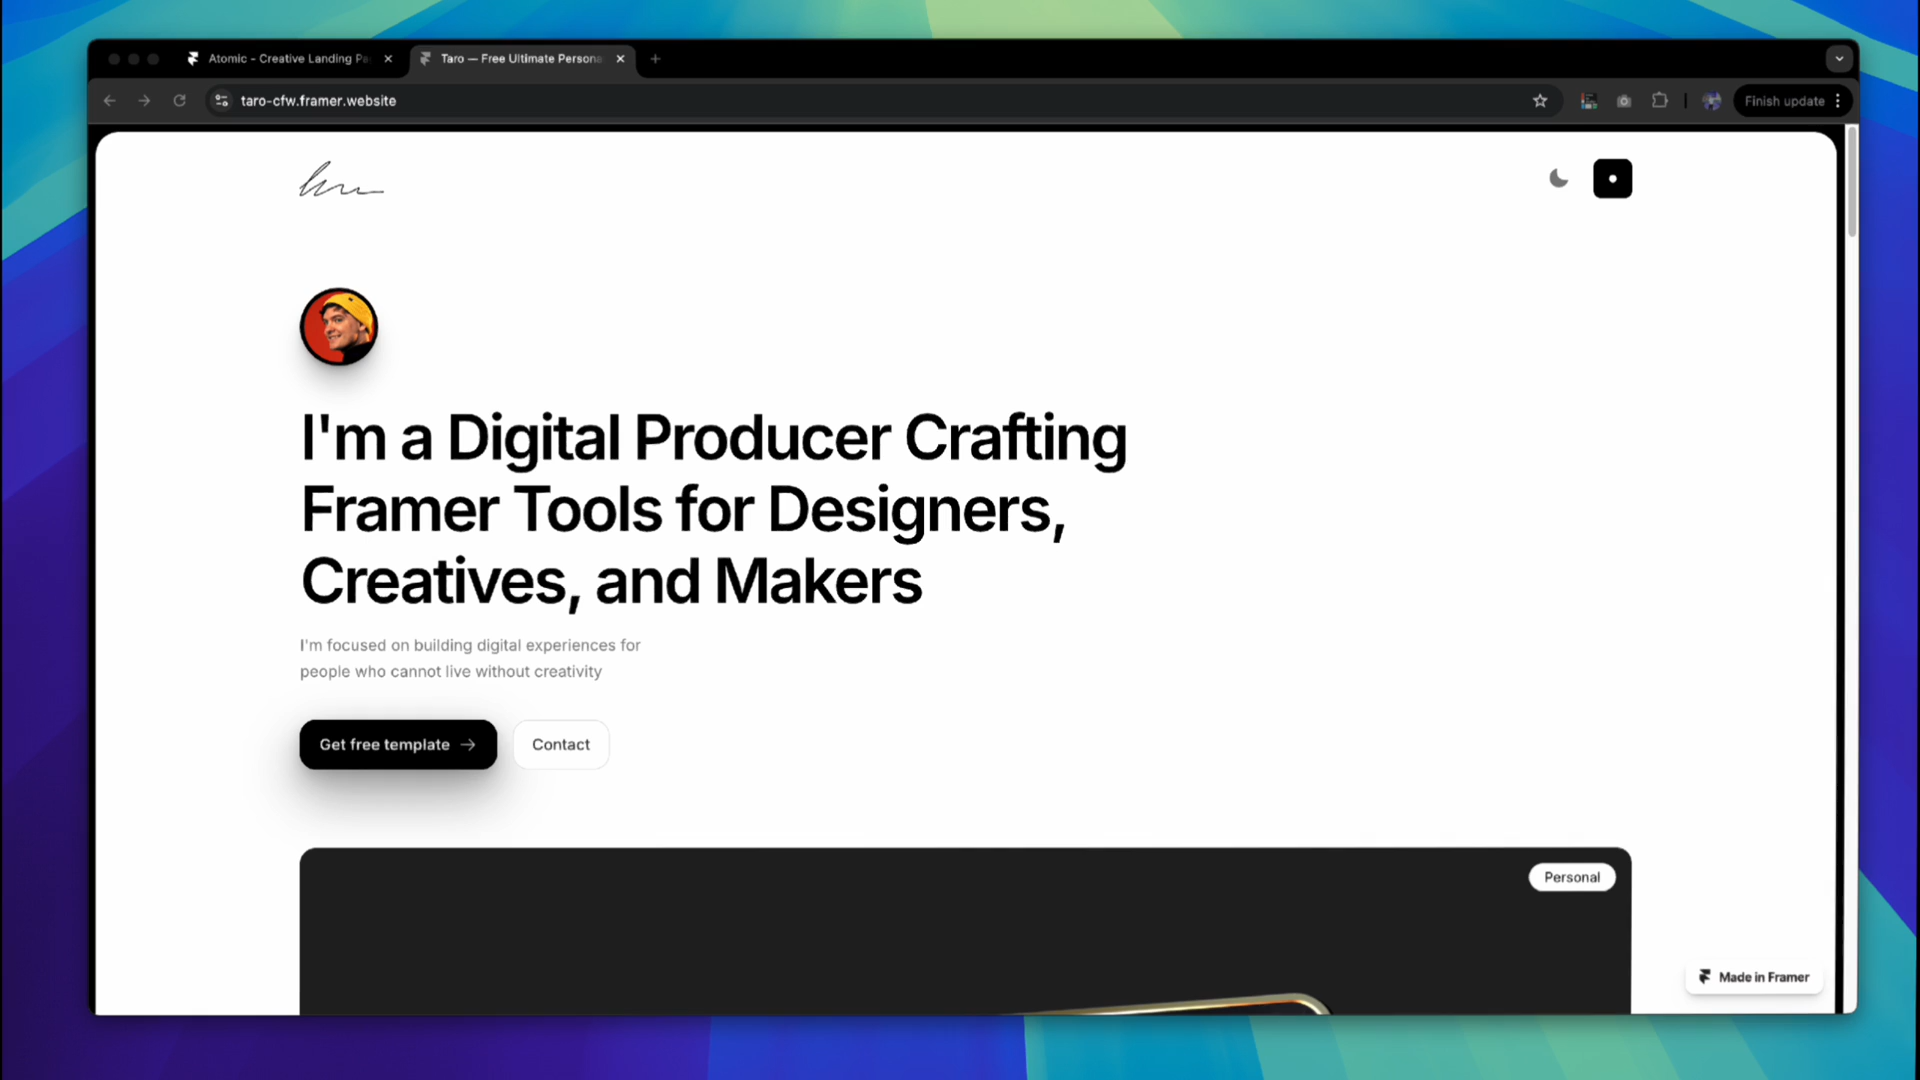 Atomic - Creative Landing Pa
Taro — Free Ultimate Persona
taro-cfw.framer.website
Finish update
I'm a Digital Producer Crafting
Framer Tools for Designers,
Creatives, and Makers
I'm focused on building digital experiences for
people who cannot live without creativity
Get free template →
Contact
Personal
Made in Framer